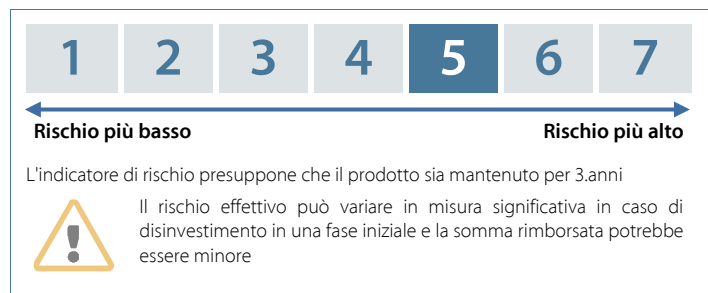 1 2 3 4 5 6 7
Rischio più basso Rischio più alto
L'indicatore di rischio presuppone che il prodotto sia mantenuto per 3.anni
Il rischio effettivo può variare in misura significativa in caso di
disinvestimento in una fase iniziale e la somma rimborsata potrebbe
essere minore